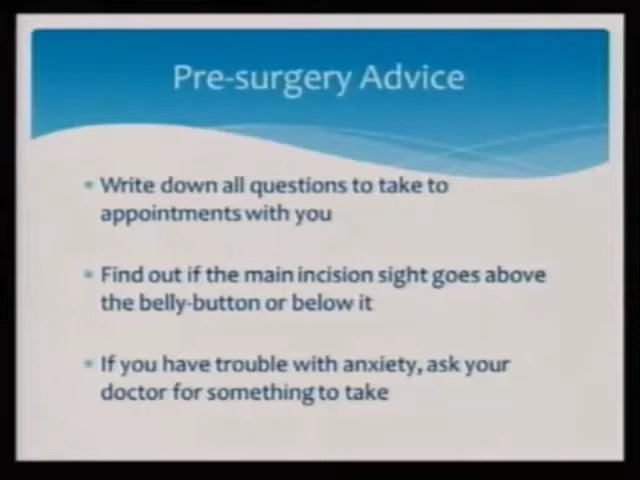 Pre-surgery Advice
Write down all questions to take to
appointments with you
Find out if the main incision sight goes above
the belly-button or below it
If you have trouble with anxiety, ask your
doctor for something to take